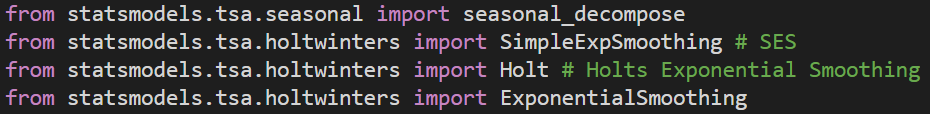 from statsmodels.tsa.seasonal import seasonal_decompose
from statsmodels.tsa.holtwinters import SimpleExpSmoothing # SES
from statsmodels.tsa.holtwinters import Holt # Holts Exponential Smoothing
from statsmodels.tsa.holtwinters import ExponentialSmoothing